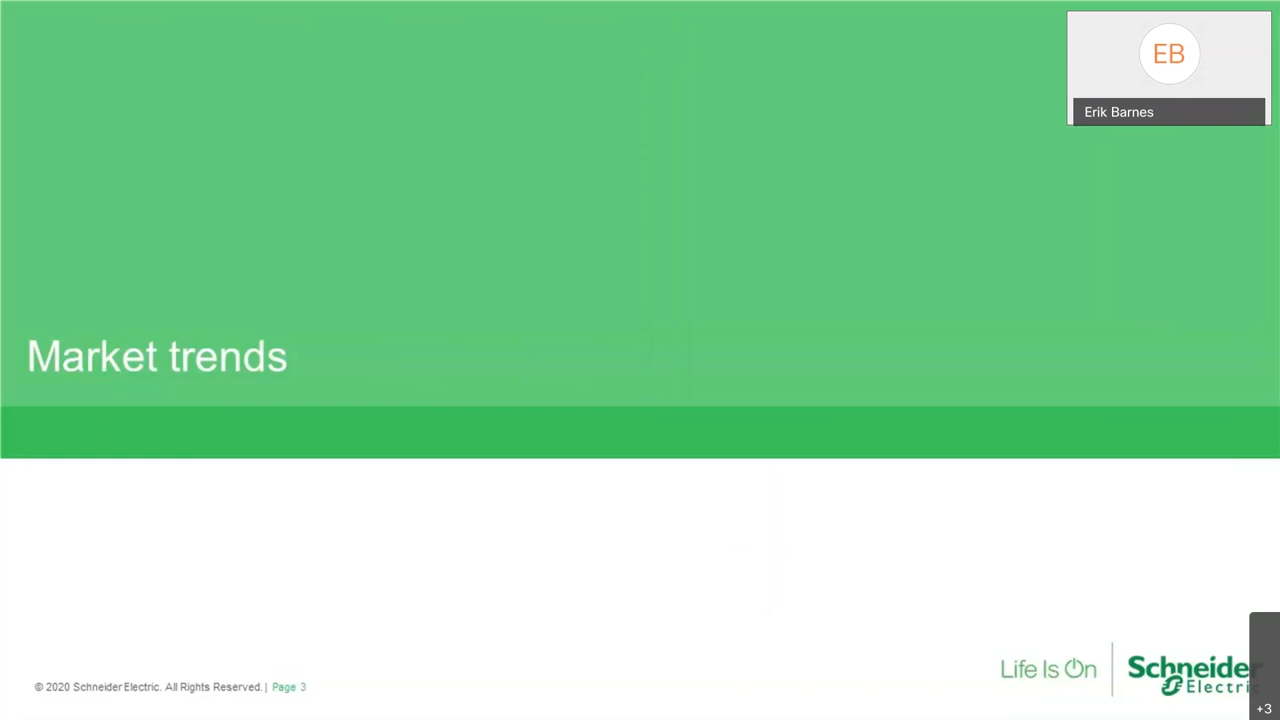 EB
Erik Barnes
Market trends
© 2020 Schneider Electric. All Rights Reserved. | Page 3
Life Is On
Schneider
Electric
+3